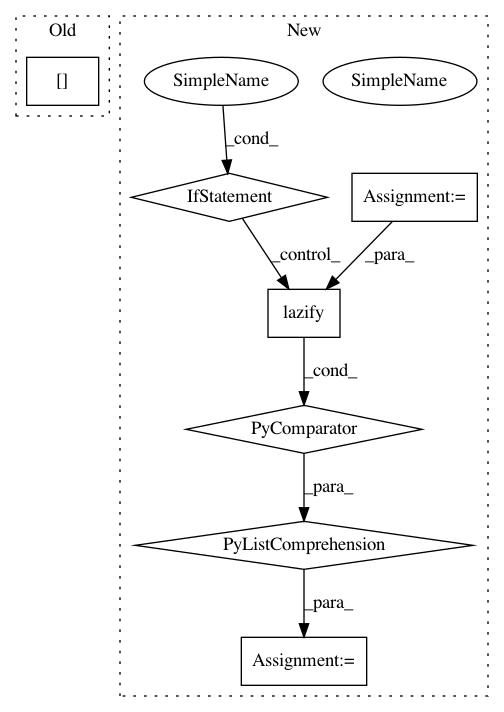 Old
New
[]
SimpleName
SimpleName
_cond_
IfStatement
Assignment:=
_control_
_para_
lazify
_cond_
PyComparator
_para_
PyListComprehension
_para_
Assignment:=